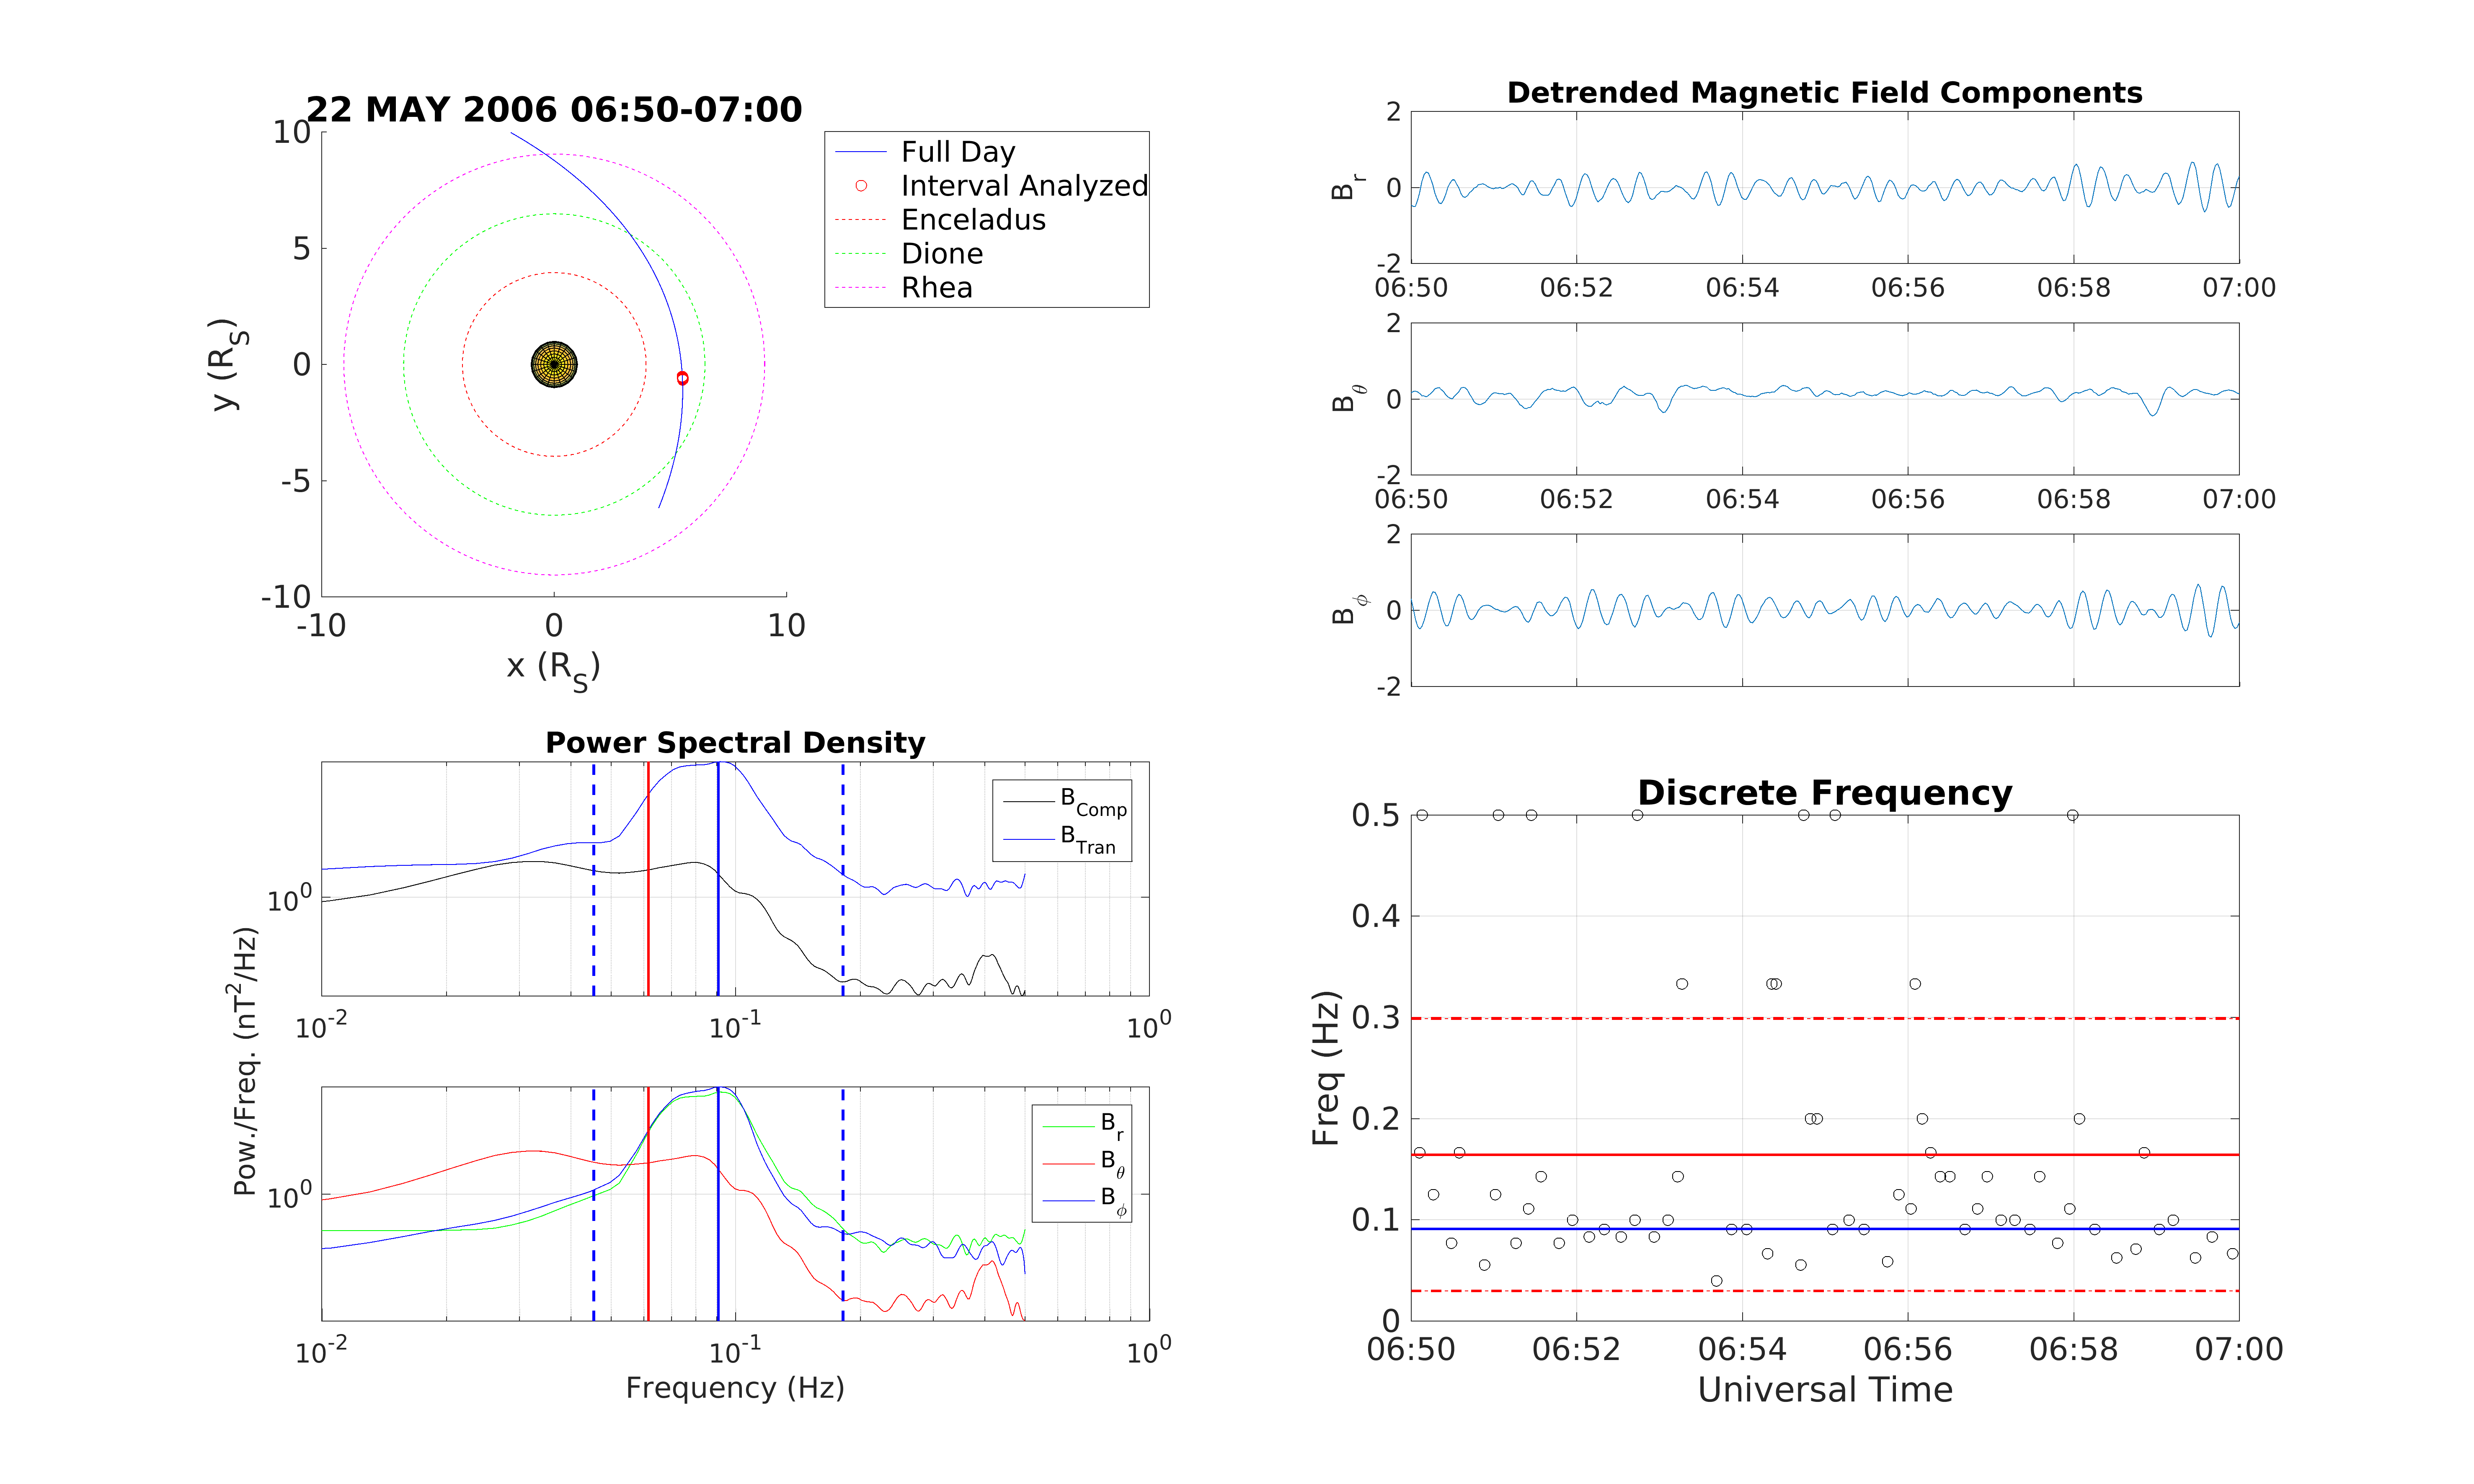 22 MAY 2006 06:50-07:00
10
5
0
-5
-10
-10 0 10
y (R_S)
x (R_S)
Full Day
Interval Analyzed
Enceladus
Dione
Rhea
Detrended Magnetic Field Components
2
0
-2
B_r
06:50 06:52 06:54 06:56 06:58 07:00
2
0
-2
B_θ
06:50 06:52 06:54 06:56 06:58 07:00
2
0
-2
B_ϕ
Power Spectral Density
10^0
B_Comp
B_Tran
10^-2 10^-1 10^0
Pow./Freq. (nT^2/Hz)
10^0
B_r
B_θ
B_ϕ
10^-2 10^-1 10^0
Frequency (Hz)
Discrete Frequency
0.5
0.4
0.3
0.2
0.1
0
Freq (Hz)
06:50 06:52 06:54 06:56 06:58 07:00
Universal Time